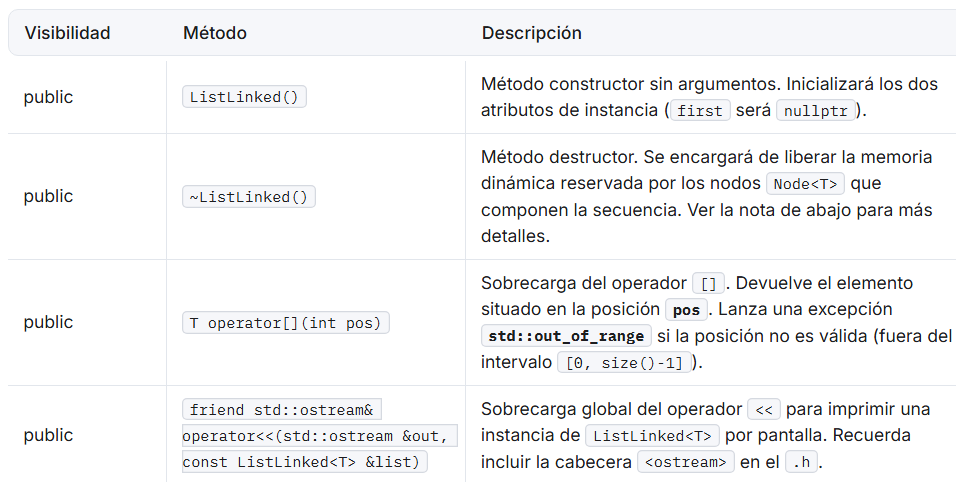 Visibilidad Método Descripción
public ListLinked() Método constructor sin argumentos. Inicializará los dos
atributos de instancia ( first será nullptr ).
Método destructor. Se encargará de liberar la memoria
dinámica reservada por los nodos Node<T> que
public ~ListLinked() componen la secuencia. Ver la nota de abajo para más
detalles.
Sobrecarga del operador [] . Devuelve el elemento
situado en la posición pos . Lanza una excepción
public T operator[](int pos) std::out_of_range si la posición no es válida (fuera del
intervalo [0, size()-1] ).
friend std::ostream& Sobrecarga global del operador << para imprimir una
public operator<<(std::ostream &out, instancia de ListLinked<T> por pantalla. Recuerda
const ListLinked<T> &list) incluir la cabecera <ostream> en el .h .